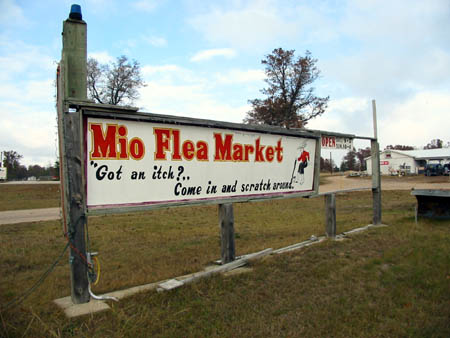 Mio Flea Market
"Got an itch?..
Come in and scratch around."
OPEN